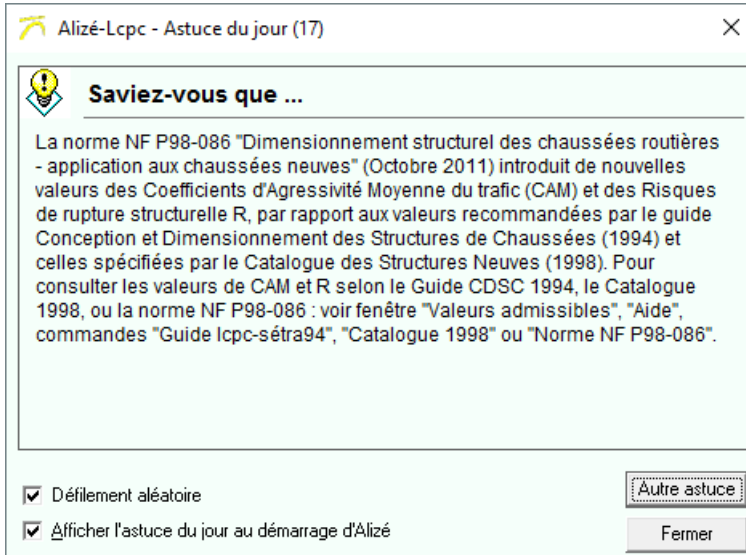 Alizé-Lcpc - Astuce du jour (17)
Saviez-vous que ...
La norme NF P98-086 "Dimensionnement structurel des chaussées routières
- application aux chaussées neuves" (Octobre 2011) introduit de nouvelles
valeurs des Coefficients d'Agressivité Moyenne du trafic (CAM) et des Risques
de rupture structurelle R, par rapport aux valeurs recommandées par le guide
Conception et Dimensionnement des Structures de Chaussées (1994) et
celles spécifiées par le Catalogue des Structures Neuves (1998). Pour
consulter les valeurs de CAM et R selon le Guide CDSC 1994, le Catalogue
1998, ou la norme NF P98-086 : voir fenêtre "Valeurs admissibles", "Aide",
commandes "Guide lcpc-sétra94", "Catalogue 1998" ou "Norme NF P98-086".
Défilement aléatoire
Autre astuce
Afficher l'astuce du jour au démarrage d'Alizé
Fermer